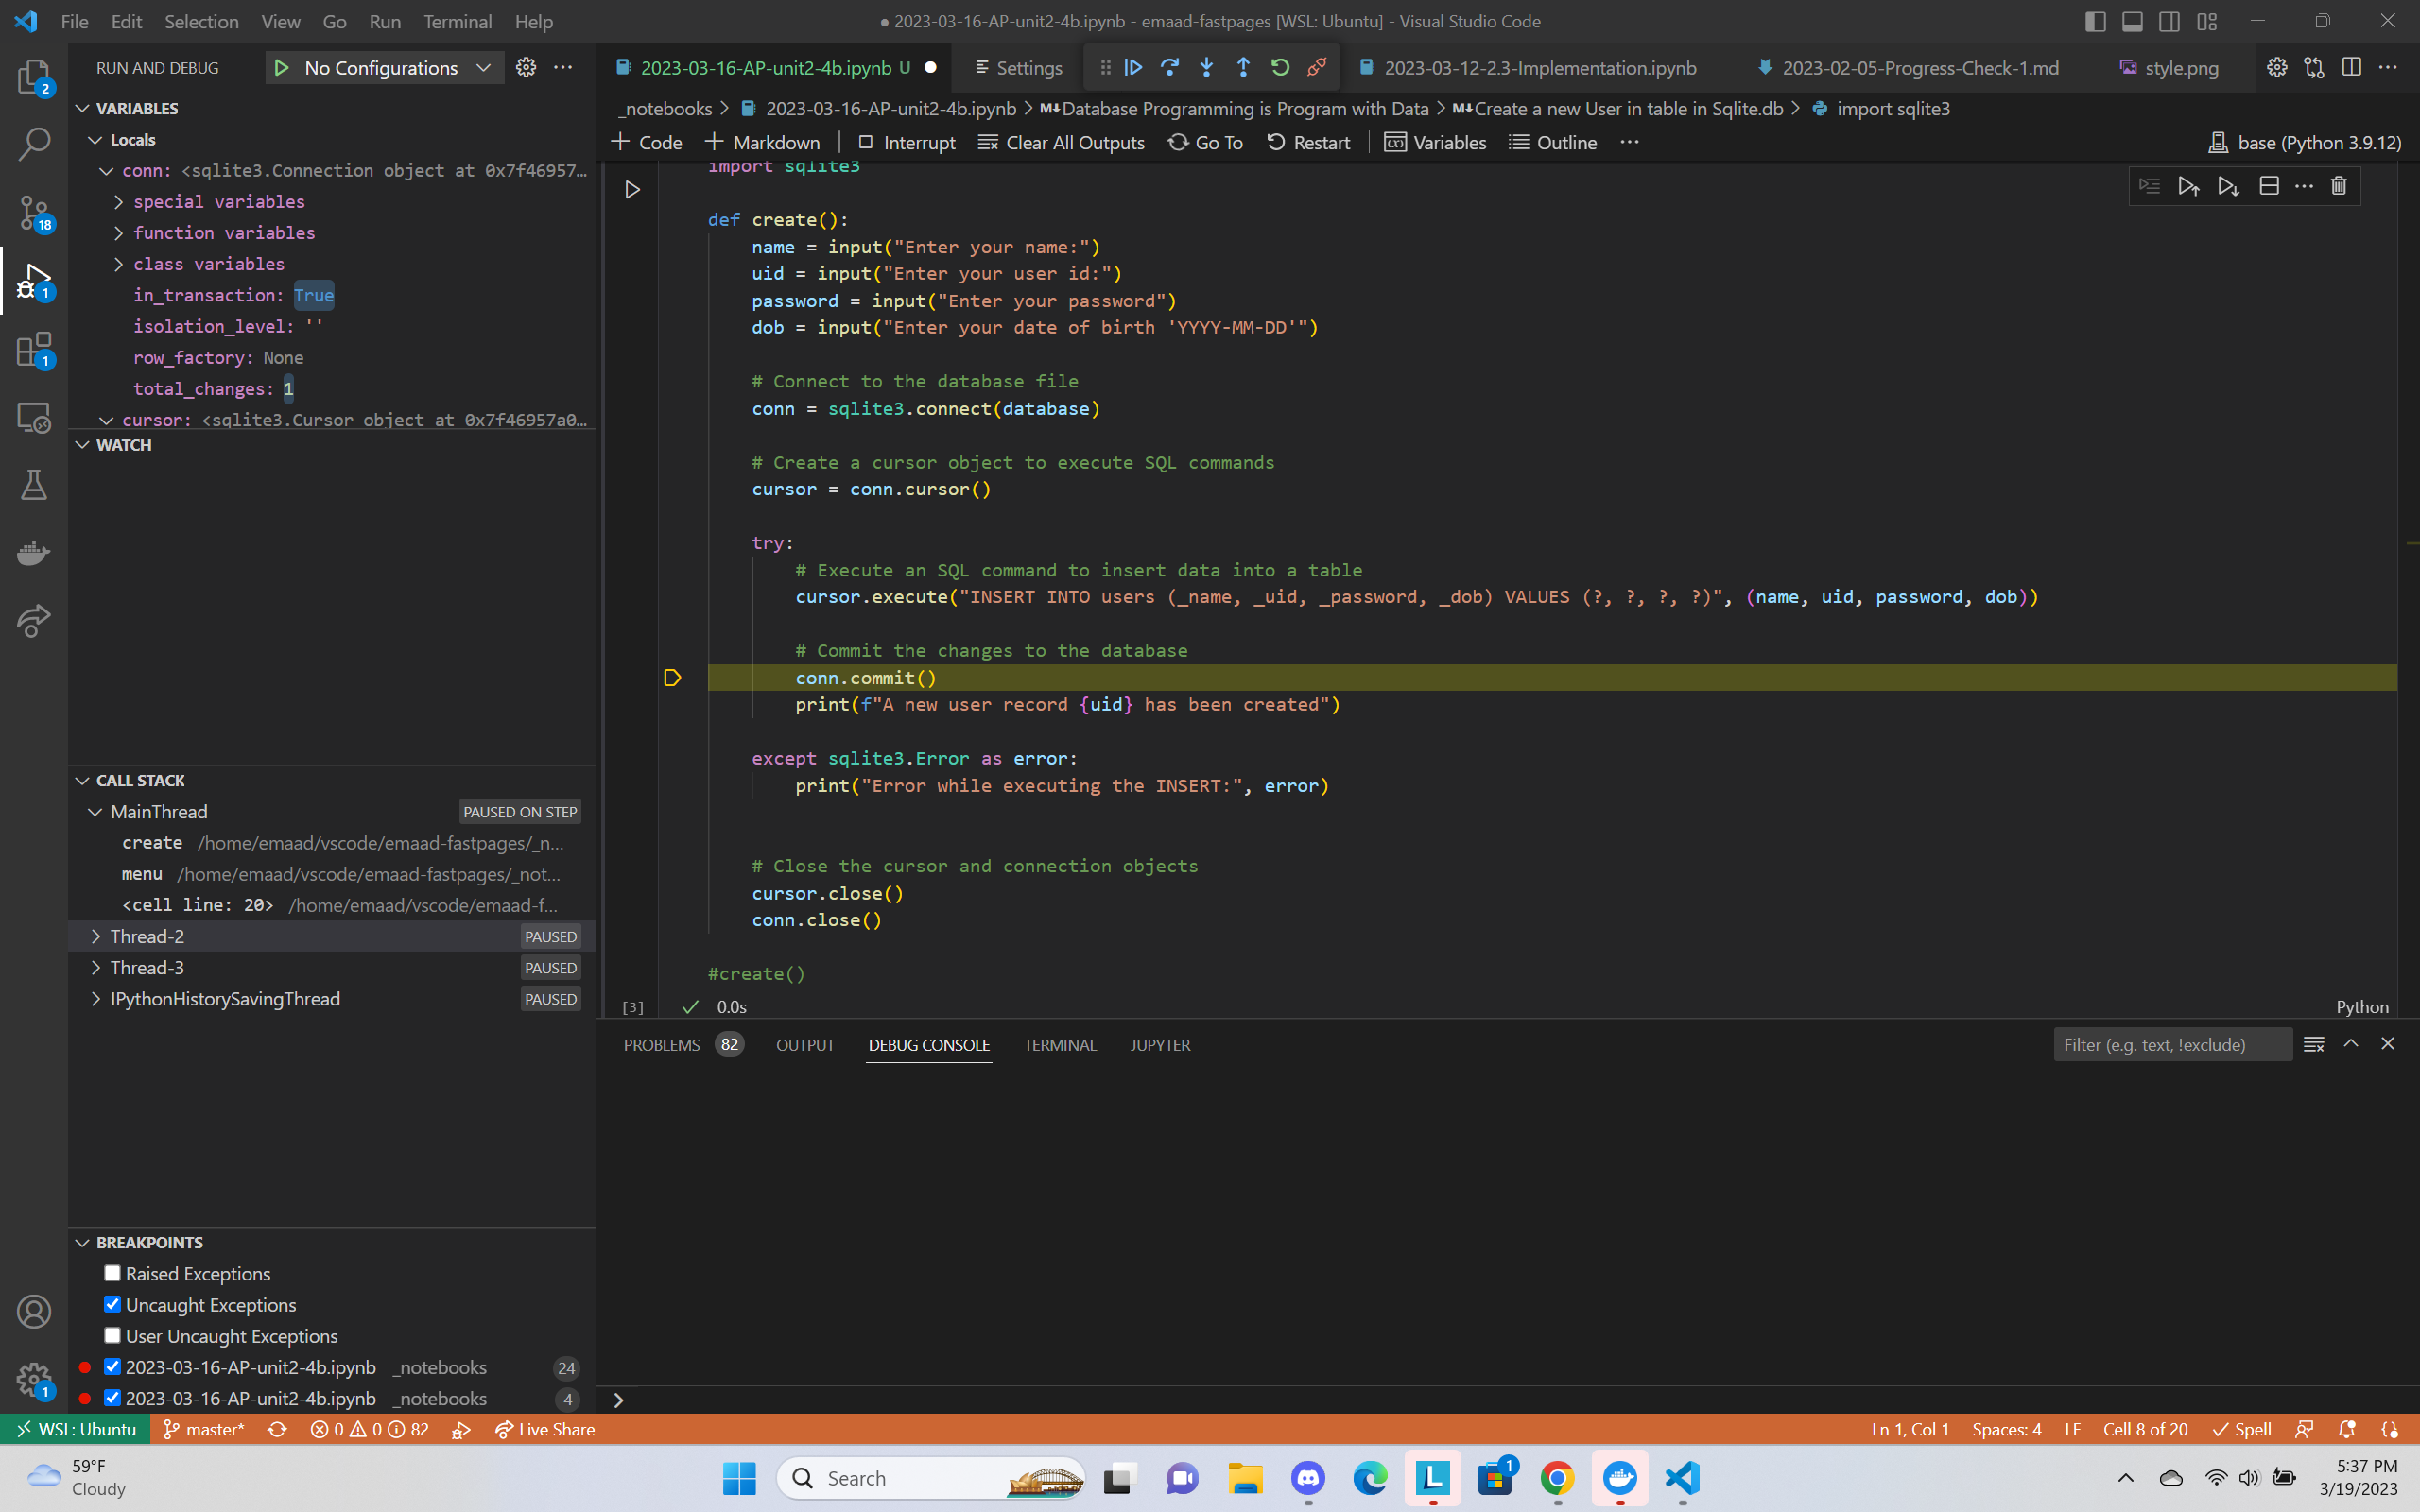 File Edit Selection View Go Run Terminal Help
● 2023-03-16-AP-unit2-4b.ipynb - emaad-fastpages [WSL: Ubuntu] - Visual Studio Code
RUN AND DEBUG
No Configurations
2023-03-16-AP-unit2-4b.ipynb U
Settings
2023-03-12-2.3-Implementation.ipynb
2023-02-05-Progress-Check-1.md
style.png
_notebooks > 2023-03-16-AP-unit2-4b.ipynb > M↓Database Programming is Program with Data > M↓Create a new User in table in Sqlite.db > import sqlite3
+ Code + Markdown Interrupt Clear All Outputs Go To Restart Variables Outline ...
base (Python 3.9.12)
2
18
1
1
1
VARIABLES
Locals
conn: <sqlite3.Connection object at 0x7f46957…
special variables
function variables
class variables
in_transaction: True
isolation_level: ''
row_factory: None
total_changes: 1
cursor: <sqlite3.Cursor object at 0x7f46957a0…
WATCH
CALL STACK
MainThread PAUSED ON STEP
create /home/emaad/vscode/emaad-fastpages/_n...
menu /home/emaad/vscode/emaad-fastpages/_not...
<cell line: 20> /home/emaad/vscode/emaad-f...
Thread-2 PAUSED
Thread-3 PAUSED
IPythonHistorySavingThread PAUSED
BREAKPOINTS
Raised Exceptions
Uncaught Exceptions
User Uncaught Exceptions
2023-03-16-AP-unit2-4b.ipynb _notebooks 24
2023-03-16-AP-unit2-4b.ipynb _notebooks 4
import sqlite3
def create():
name = input("Enter your name:")
uid = input("Enter your user id:")
password = input("Enter your password")
dob = input("Enter your date of birth 'YYYY-MM-DD'")
# Connect to the database file
conn = sqlite3.connect(database)
# Create a cursor object to execute SQL commands
cursor = conn.cursor()
try:
# Execute an SQL command to insert data into a table
cursor.execute("INSERT INTO users (_name, _uid, _password, _dob) VALUES (?, ?, ?, ?)", (name, uid, password, dob))
# Commit the changes to the database
conn.commit()
print(f"A new user record {uid} has been created")
except sqlite3.Error as error:
print("Error while executing the INSERT:", error)
# Close the cursor and connection objects
cursor.close()
conn.close()
#create()
[3] ✓ 0.0s
Python
PROBLEMS 82 OUTPUT DEBUG CONSOLE TERMINAL JUPYTER
Filter (e.g. text, !exclude)
WSL: Ubuntu master* 0 0 82 Live Share
Ln 1, Col 1 Spaces: 4 LF Cell 8 of 20 ✓ Spell
59°F
Cloudy
Search
1
5:37 PM
3/19/2023